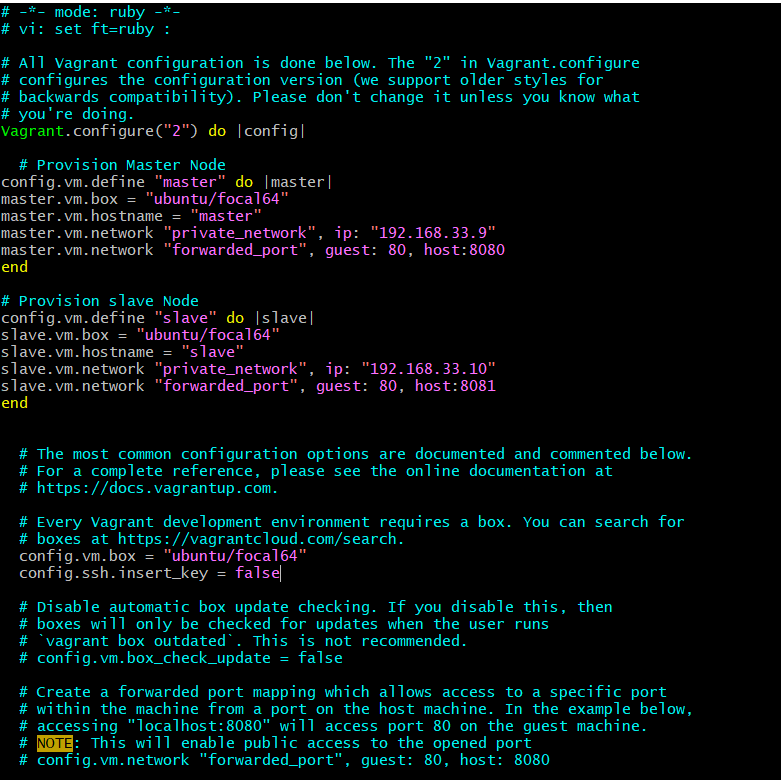 # -*- mode: ruby -*-
# vi: set ft=ruby :
# All Vagrant configuration is done below. The "2" in Vagrant.configure
# configures the configuration version (we support older styles for
# backwards compatibility). Please don't change it unless you know what
# you're doing.
Vagrant.configure("2") do |config|
# Provision Master Node
config.vm.define "master" do |master|
master.vm.box = "ubuntu/focal64"
master.vm.hostname = "master"
master.vm.network "private_network", ip: "192.168.33.9"
master.vm.network "forwarded_port", guest: 80, host:8080
end
# Provision slave Node
config.vm.define "slave" do |slave|
slave.vm.box = "ubuntu/focal64"
slave.vm.hostname = "slave"
slave.vm.network "private_network", ip: "192.168.33.10"
slave.vm.network "forwarded_port", guest: 80, host:8081
end
# The most common configuration options are documented and commented below.
# For a complete reference, please see the online documentation at
# https://docs.vagrantup.com.
# Every Vagrant development environment requires a box. You can search for
# boxes at https://vagrantcloud.com/search.
config.vm.box = "ubuntu/focal64"
config.ssh.insert_key = false
# Disable automatic box update checking. If you disable this, then
# boxes will only be checked for updates when the user runs
# `vagrant box outdated`. This is not recommended.
# config.vm.box_check_update = false
# Create a forwarded port mapping which allows access to a specific port
# within the machine from a port on the host machine. In the example below,
# accessing "localhost:8080" will access port 80 on the guest machine.
# NOTE: This will enable public access to the opened port
# config.vm.network "forwarded_port", guest: 80, host: 8080